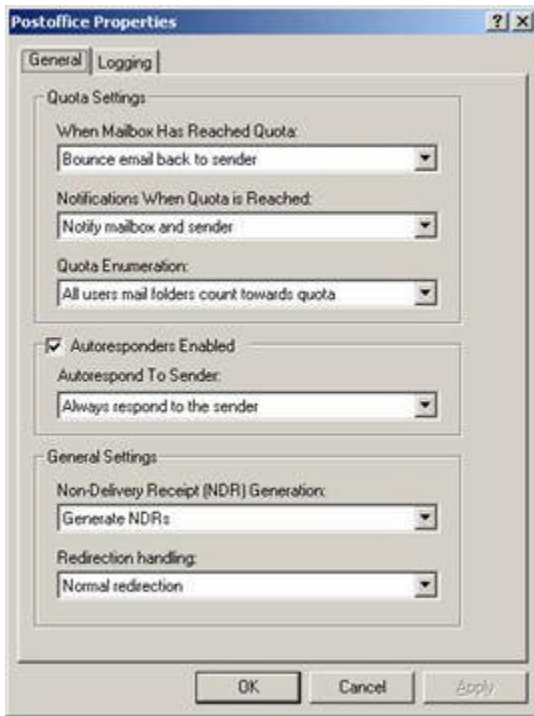 Postoffice Properties
General Logging
Quota Settings
When Mailbox Has Reached Quota:
Bounce email back to sender
Notifications When Quota is Reached:
Notify mailbox and sender
Quota Enumeration:
All users mail folders count towards quota
Autoresponders Enabled
Autorespond To Sender:
Always respond to the sender
General Settings
Non-Delivery Receipt (NDR) Generation:
Generate NDRs
Redirection handling:
Normal redirection
OK Cancel Apply